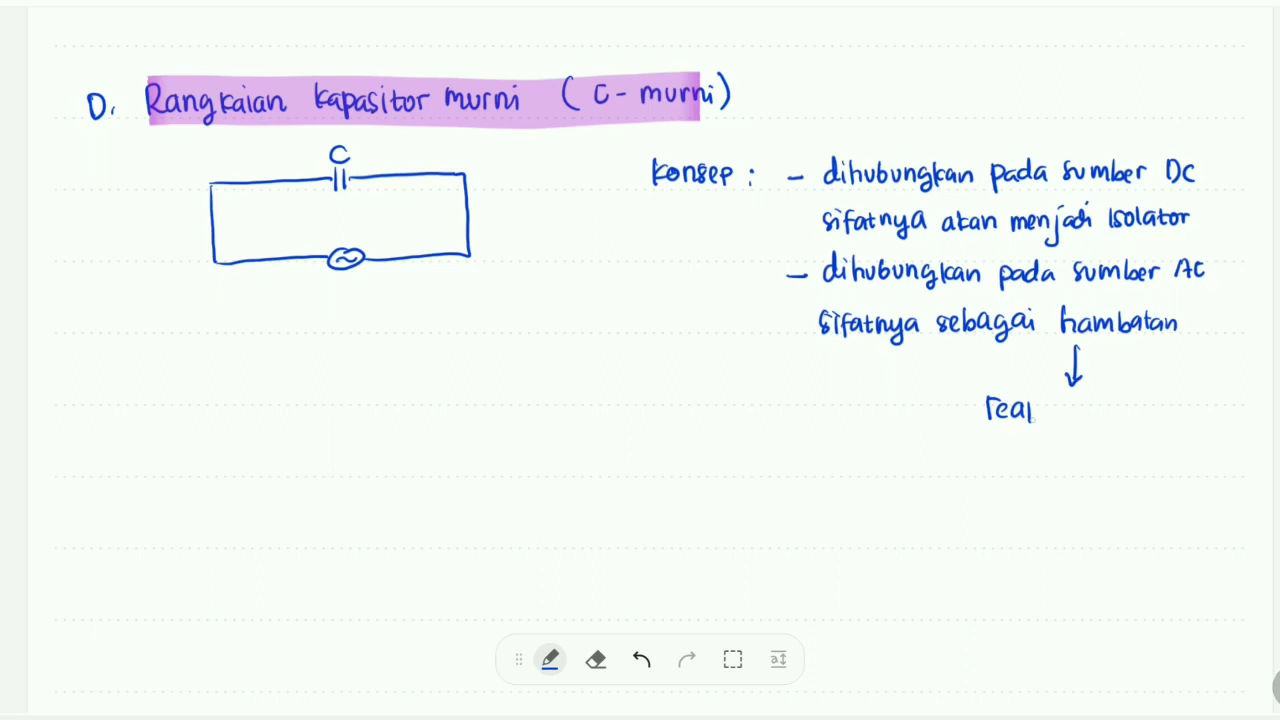 D. Rangkaian kapasitor murni (C - murni)
C
Konsep : - dihubungkan pada sumber DC
sifatnya akan menjadi isolator
- dihubungkan pada sumber AC
sifatnya sebagai hambatan
↓
real